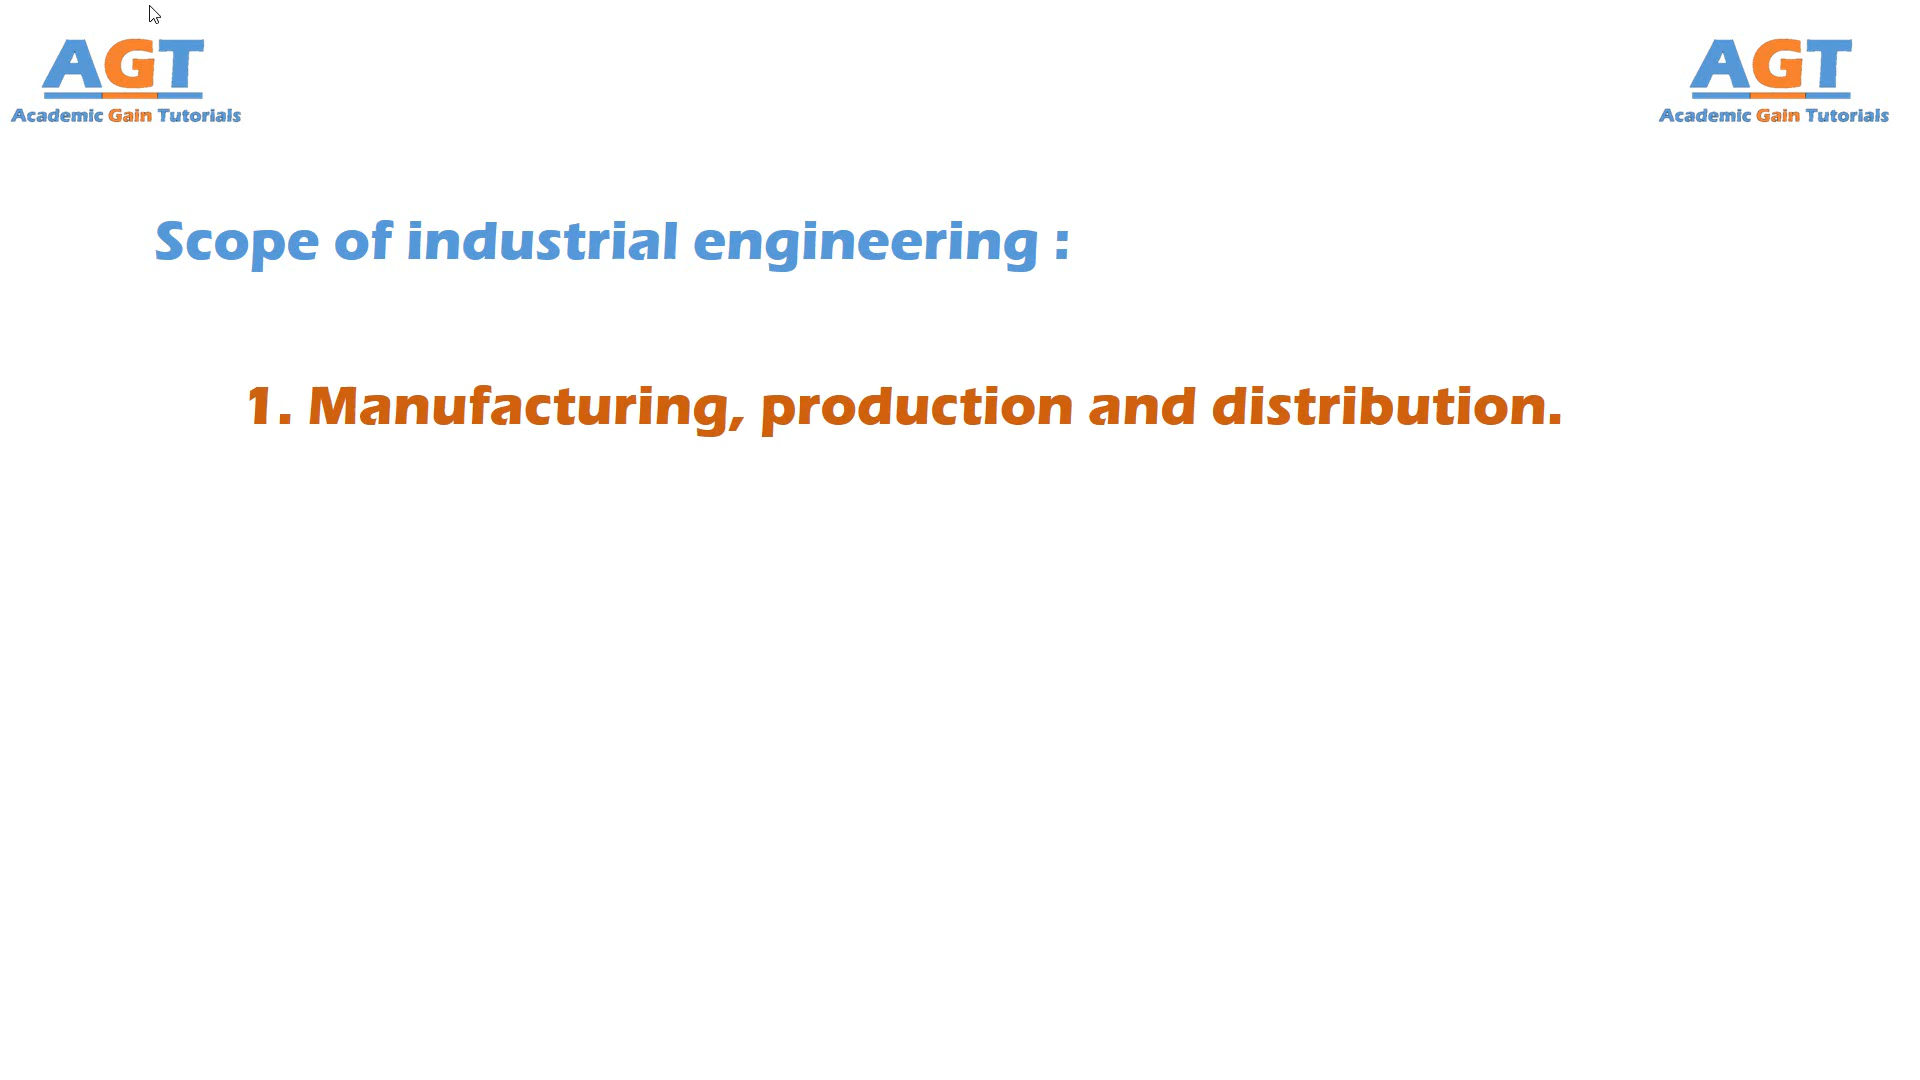 AGT
Academic Gain Tutorials
AGT
Academic Gain Tutorials
Scope of industrial engineering :
1. Manufacturing, production and distribution.